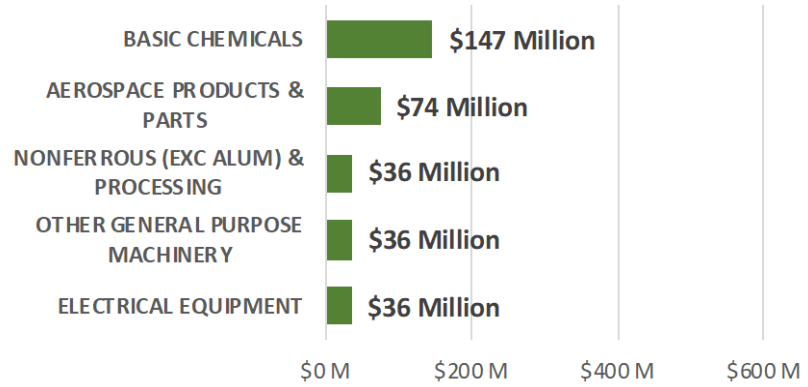 BASIC CHEMICALS
$147 Million
AEROSPACE PRODUCTS &
PARTS
$74 Million
NONFERROUS (EXC ALUM) &
PROCESSING
$36 Million
OTHER GENERAL PURPOSE
MACHINERY
$36 Million
ELECTRICAL EQUIPMENT
$36 Million
$0 M
$200 M
$400 M
$600 M